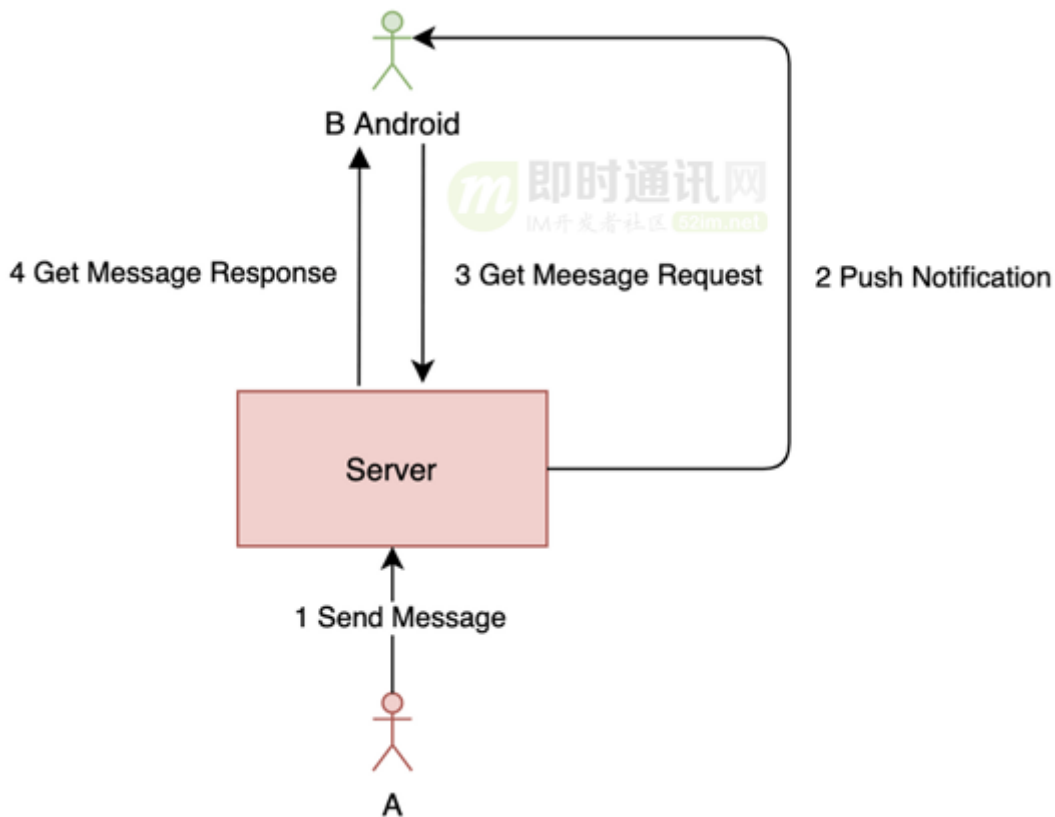 B Android
m 即时通讯网
IM开发者社区 52im.net
4 Get Message Response
3 Get Meesage Request
2 Push Notification
Server
1 Send Message
A